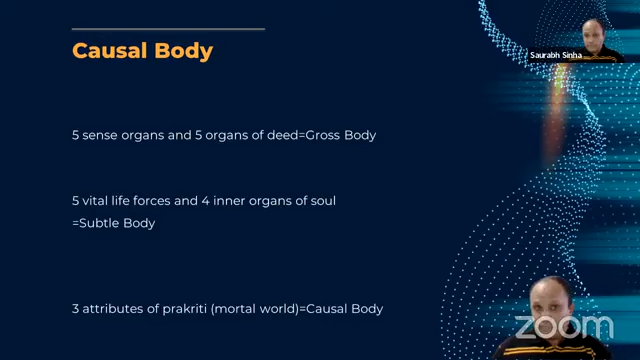 Causal Body
Saurabh Sinha
5 sense organs and 5 organs of deed=Gross Body
5 vital life forces and 4 inner organs of soul
=Subtle Body
3 attributes of prakriti (mortal world)=Causal Body
zoom